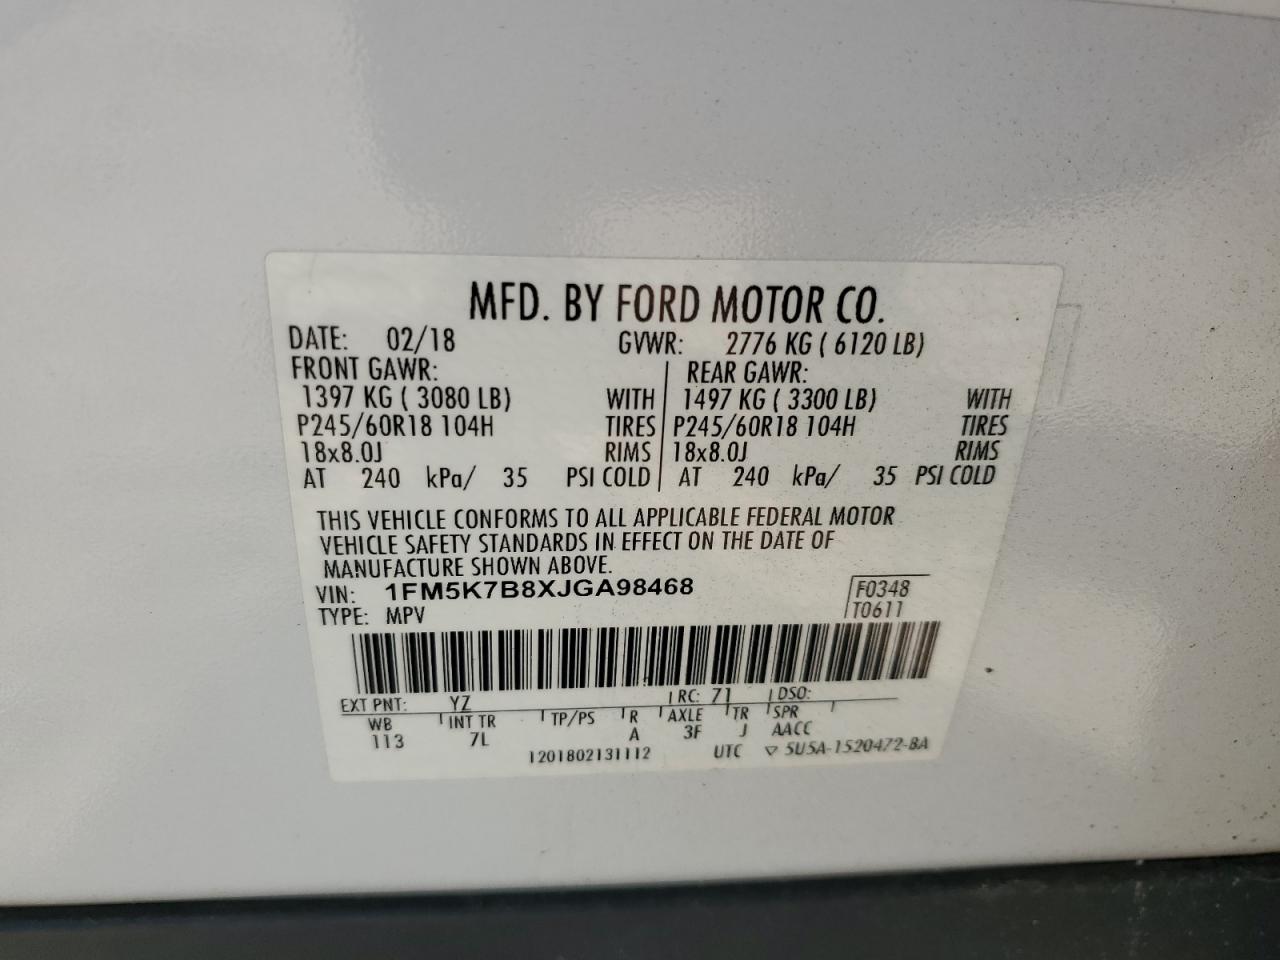 MFD. BY FORD MOTOR CO.
DATE: 02/18 GVWR: 2776 KG ( 6120 LB)
FRONT GAWR: REAR GAWR:
1397 KG ( 3080 LB) WITH 1497 KG ( 3300 LB) WITH
P245/60R18 104H TIRES P245/60R18 104H TIRES
18x8.0J RIMS 18x8.0J RIMS
AT 240 kPa/ 35 PSI COLD AT 240 kPa/ 35 PSI COLD
THIS VEHICLE CONFORMS TO ALL APPLICABLE FEDERAL MOTOR
VEHICLE SAFETY STANDARDS IN EFFECT ON THE DATE OF
MANUFACTURE SHOWN ABOVE.
VIN: 1FM5K7B8XJGA98468 F0348
TYPE: MPV T0611
EXT PNT: YZ RC: 71 DSO:
WB INT TR TP/PS R AXLE TR SPR
113 7L A 3F J AACC
1201802131112 UTC ▽ 5U5A-1520472-BA